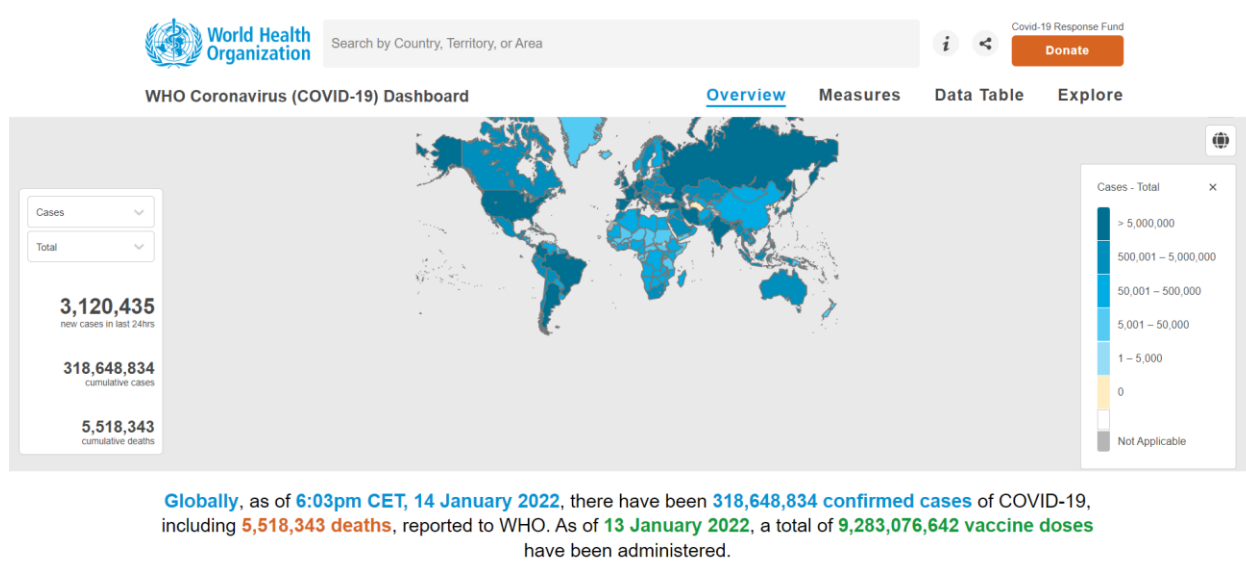 World Health
Organization
Search by Country, Territory, or Area
i
Covid-19 Response Fund
Donate
WHO Coronavirus (COVID-19) Dashboard
Overview
Measures
Data Table
Explore
Cases
Total
3,120,435
new cases in last 24hrs
318,648,834
cumulative cases
5,518,343
cumulative deaths
Cases - Total
> 5,000,000
500,001 – 5,000,000
50,001 – 500,000
5,001 – 50,000
1 – 5,000
0
Not Applicable
Globally, as of 6:03pm CET, 14 January 2022, there have been 318,648,834 confirmed cases of COVID-19,
including 5,518,343 deaths, reported to WHO. As of 13 January 2022, a total of 9,283,076,642 vaccine doses
have been administered.